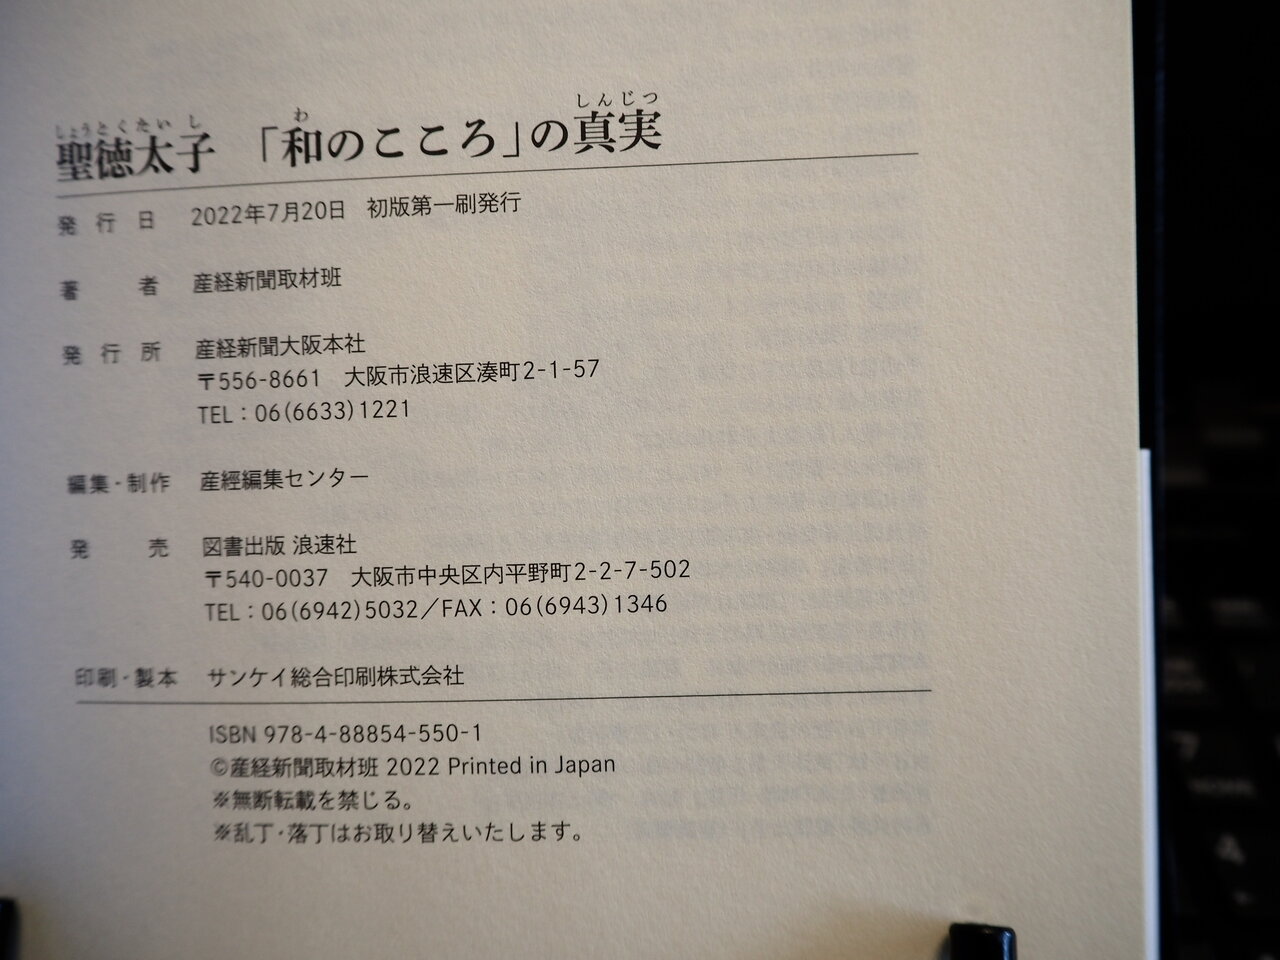 しょうとくたいし わ しんじつ
聖徳太子 「和のこころ」の真実
発行日 2022年7月20日 初版第一刷発行
著者 産経新聞取材班
発行所 産経新聞大阪本社
〒556-8661 大阪市浪速区湊町2-1-57
TEL：06(6633)1221
編集・制作 産經編集センター
発売 図書出版 浪速社
〒540-0037 大阪市中央区内平野町2-2-7-502
TEL：06(6942)5032／FAX：06(6943)1346
印刷・製本 サンケイ総合印刷株式会社
ISBN 978-4-88854-550-1
©産経新聞取材班 2022 Printed in Japan
※無断転載を禁じる。
※乱丁・落丁はお取り替えいたします。
7
HOME
4